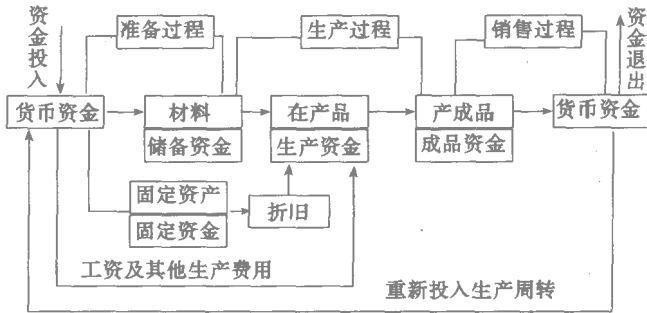 资金投入
准备过程
生产过程
销售过程
资金退出
货币资金
材料
在产品
产成品
货币资金
储备资金
生产资金
成品资金
固定资产
折旧
固定资金
工资及其他生产费用
重新投入生产周转